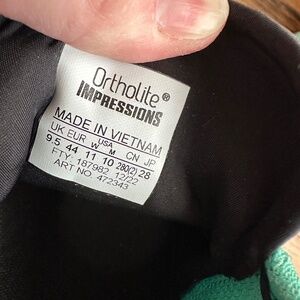 Ortholite®
IMPRESSIONS
MADE IN VIETNAM
UK EUR USA CN JP
W M
9.5 44 11 10 280(2) 28
FTY: 187982 12/22
ART NO: 472343